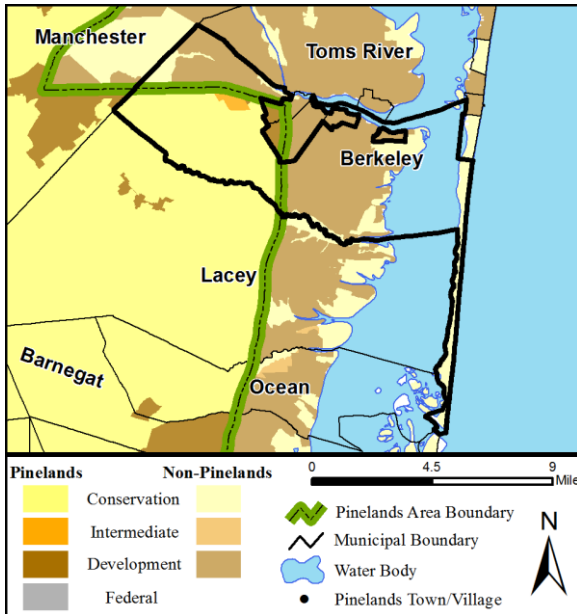 Manchester
Toms River
Berkeley
Lacey
Barnegat
Ocean
Pinelands Non-Pinelands
Conservation
Intermediate
Development
Federal
0 4.5 9
Mile
Pinelands Area Boundary
Municipal Boundary
Water Body
Pinelands Town/Village
N